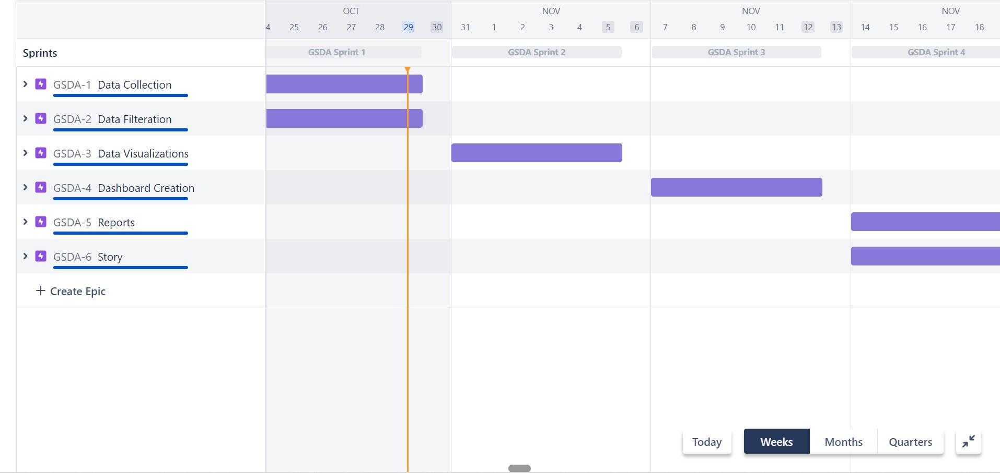 OCT NOV NOV NOV
4 25 26 27 28 29 30 31 1 2 3 4 5 6 7 8 9 10 11 12 13 14 15 16 17 18
Sprints GSDA Sprint 1 GSDA Sprint 2 GSDA Sprint 3 GSDA Sprint 4
GSDA-1 Data Collection
GSDA-2 Data Filteration
GSDA-3 Data Visualizations
GSDA-4 Dashboard Creation
GSDA-5 Reports
GSDA-6 Story
+ Create Epic
Today Weeks Months Quarters